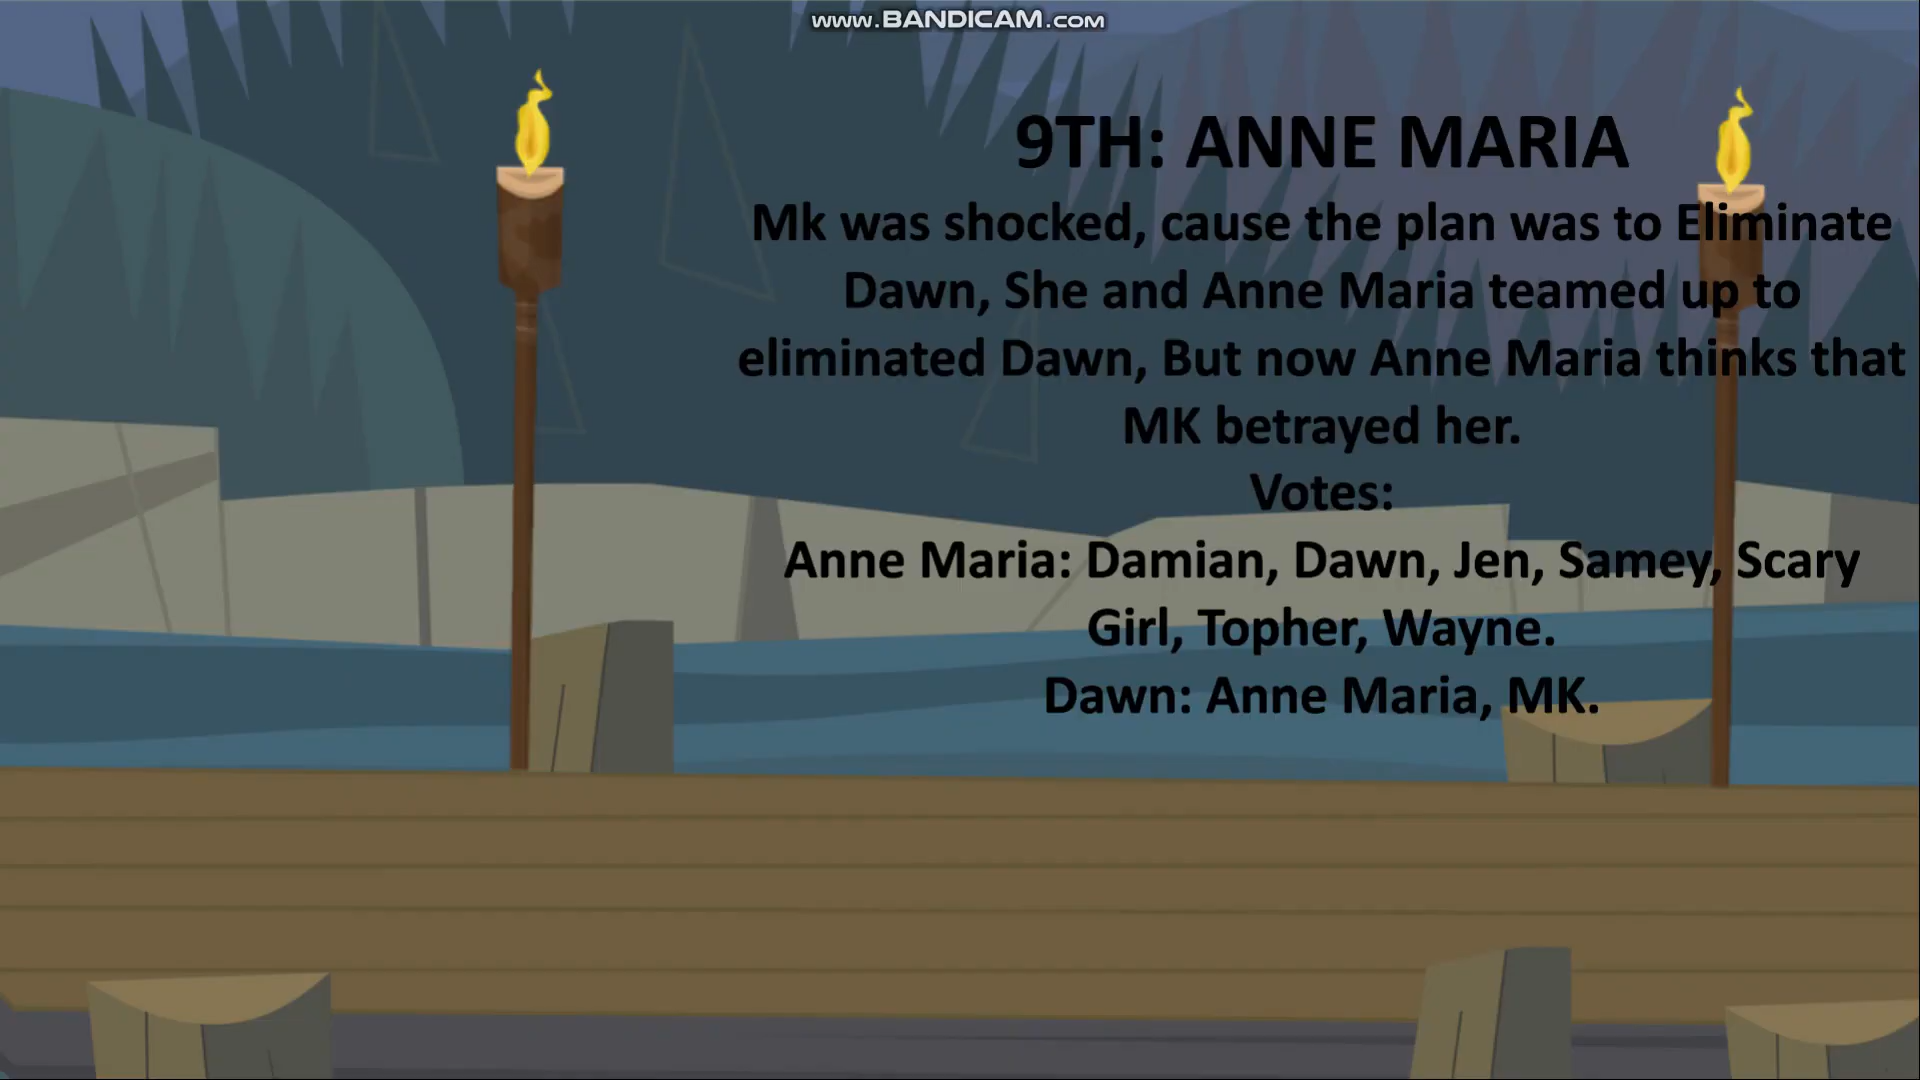 www.BANDICAM.com
9TH: ANNE MARIA
Mk was shocked, cause the plan was to Eliminate
Dawn, She and Anne Maria teamed up to
eliminated Dawn, But now Anne Maria thinks that
MK betrayed her.
Votes:
Anne Maria: Damian, Dawn, Jen, Samey, Scary
Girl, Topher, Wayne.
Dawn: Anne Maria, MK.